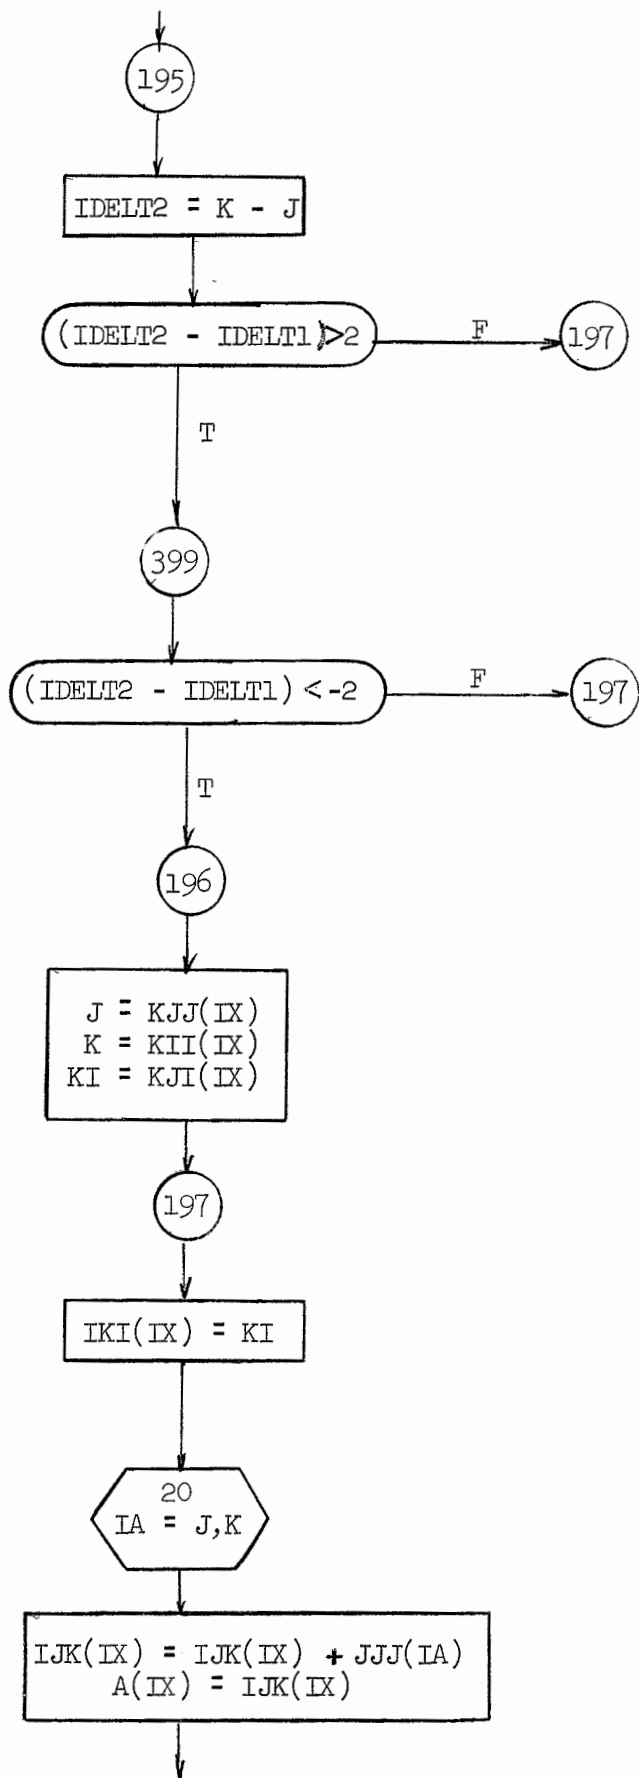 195
IDELT2 = K - J
(IDELT2 - IDELT1)>2
F
197
T
399
(IDELT2 - IDELT1) < -2
F
197
T
196
J = KJJ(IX)
K = KII(IX)
KI = KJI(IX)
197
IKI(IX) = KI
20
IA = J,K
IJK(IX) = IJK(IX) + JJJ(IA)
A(IX) = IJK(IX)